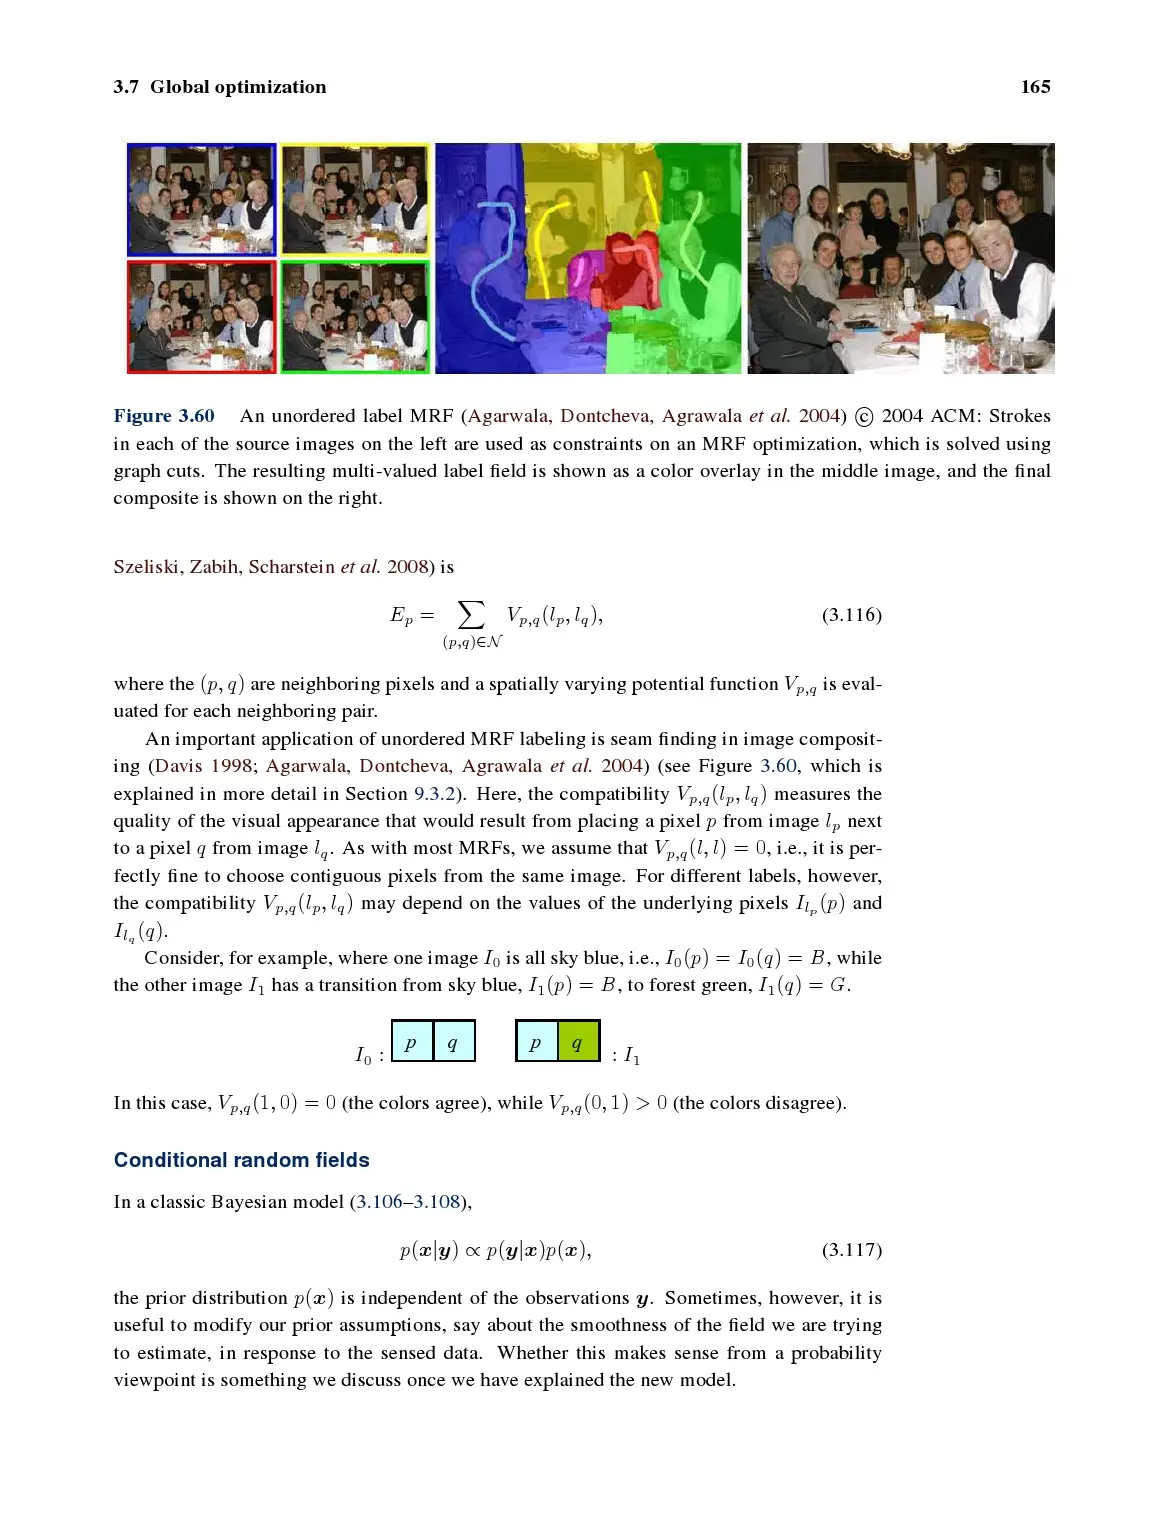 3.7 Global optimization 165
Figure 3.60 An unordered label MRF (Agarwala, Dontcheva, Agrawala et al. 2004) © 2004 ACM: Strokes
in each of the source images on the left are used as constraints on an MRF optimization, which is solved using
graph cuts. The resulting multi-valued label field is shown as a color overlay in the middle image, and the final
composite is shown on the right.
Szeliski, Zabih, Scharstein et al. 2008) is
E_p = ∑_{(p,q)∈𝒩} V_{p,q}(l_p, l_q), (3.116)
where the (p, q) are neighboring pixels and a spatially varying potential function V_{p,q} is eval-
uated for each neighboring pair.
An important application of unordered MRF labeling is seam finding in image composit-
ing (Davis 1998; Agarwala, Dontcheva, Agrawala et al. 2004) (see Figure 3.60, which is
explained in more detail in Section 9.3.2). Here, the compatibility V_{p,q}(l_p, l_q) measures the
quality of the visual appearance that would result from placing a pixel p from image l_p next
to a pixel q from image l_q. As with most MRFs, we assume that V_{p,q}(l, l) = 0, i.e., it is per-
fectly fine to choose contiguous pixels from the same image. For different labels, however,
the compatibility V_{p,q}(l_p, l_q) may depend on the values of the underlying pixels I_{l_p}(p) and
I_{l_q}(q).
Consider, for example, where one image I_0 is all sky blue, i.e., I_0(p) = I_0(q) = B, while
the other image I_1 has a transition from sky blue, I_1(p) = B, to forest green, I_1(q) = G.
I_0 : p q p q : I_1
In this case, V_{p,q}(1, 0) = 0 (the colors agree), while V_{p,q}(0, 1) > 0 (the colors disagree).
Conditional random fields
In a classic Bayesian model (3.106–3.108),
p(x|y) ∝ p(y|x)p(x), (3.117)
the prior distribution p(x) is independent of the observations y. Sometimes, however, it is
useful to modify our prior assumptions, say about the smoothness of the field we are trying
to estimate, in response to the sensed data. Whether this makes sense from a probability
viewpoint is something we discuss once we have explained the new model.